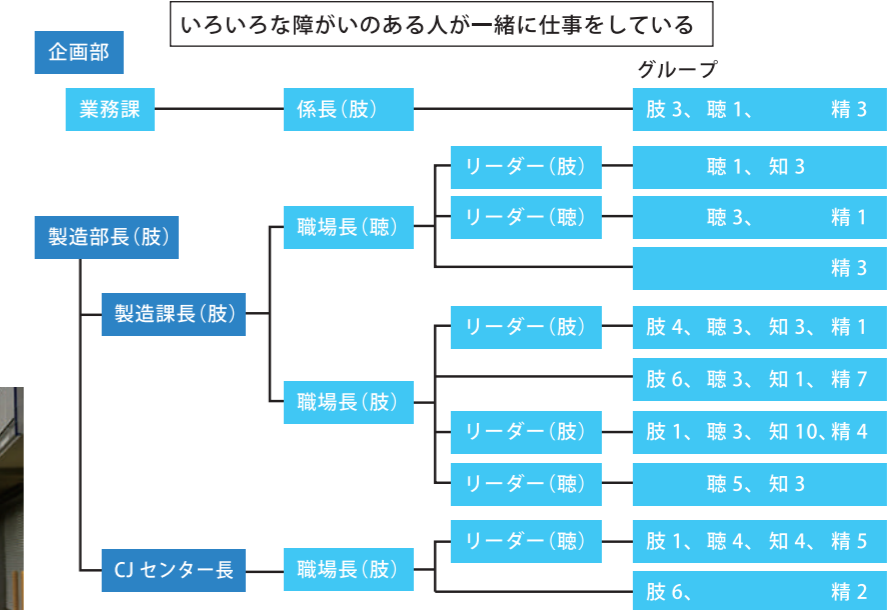 いろいろな障がいのある人が一緒に仕事をしている
企画部
グループ
業務課 係長(肢) 肢 3、聴 1、 精 3
リーダー(肢) 聴 1、知 3
職場長(聴) リーダー(聴) 聴 3、 精 1
製造部長(肢)
精 3
製造課長(肢)
リーダー(肢) 肢 4、聴 3、知 3、精 1
肢 6、聴 3、知 1、精 7
職場長(肢)
リーダー(肢) 肢 1、聴 3、知 10、精 4
リーダー(聴) 聴 5、知 3
リーダー(聴) 肢 1、聴 4、知 4、精 5
CJ センター長 職場長(肢)
肢 6、 精 2